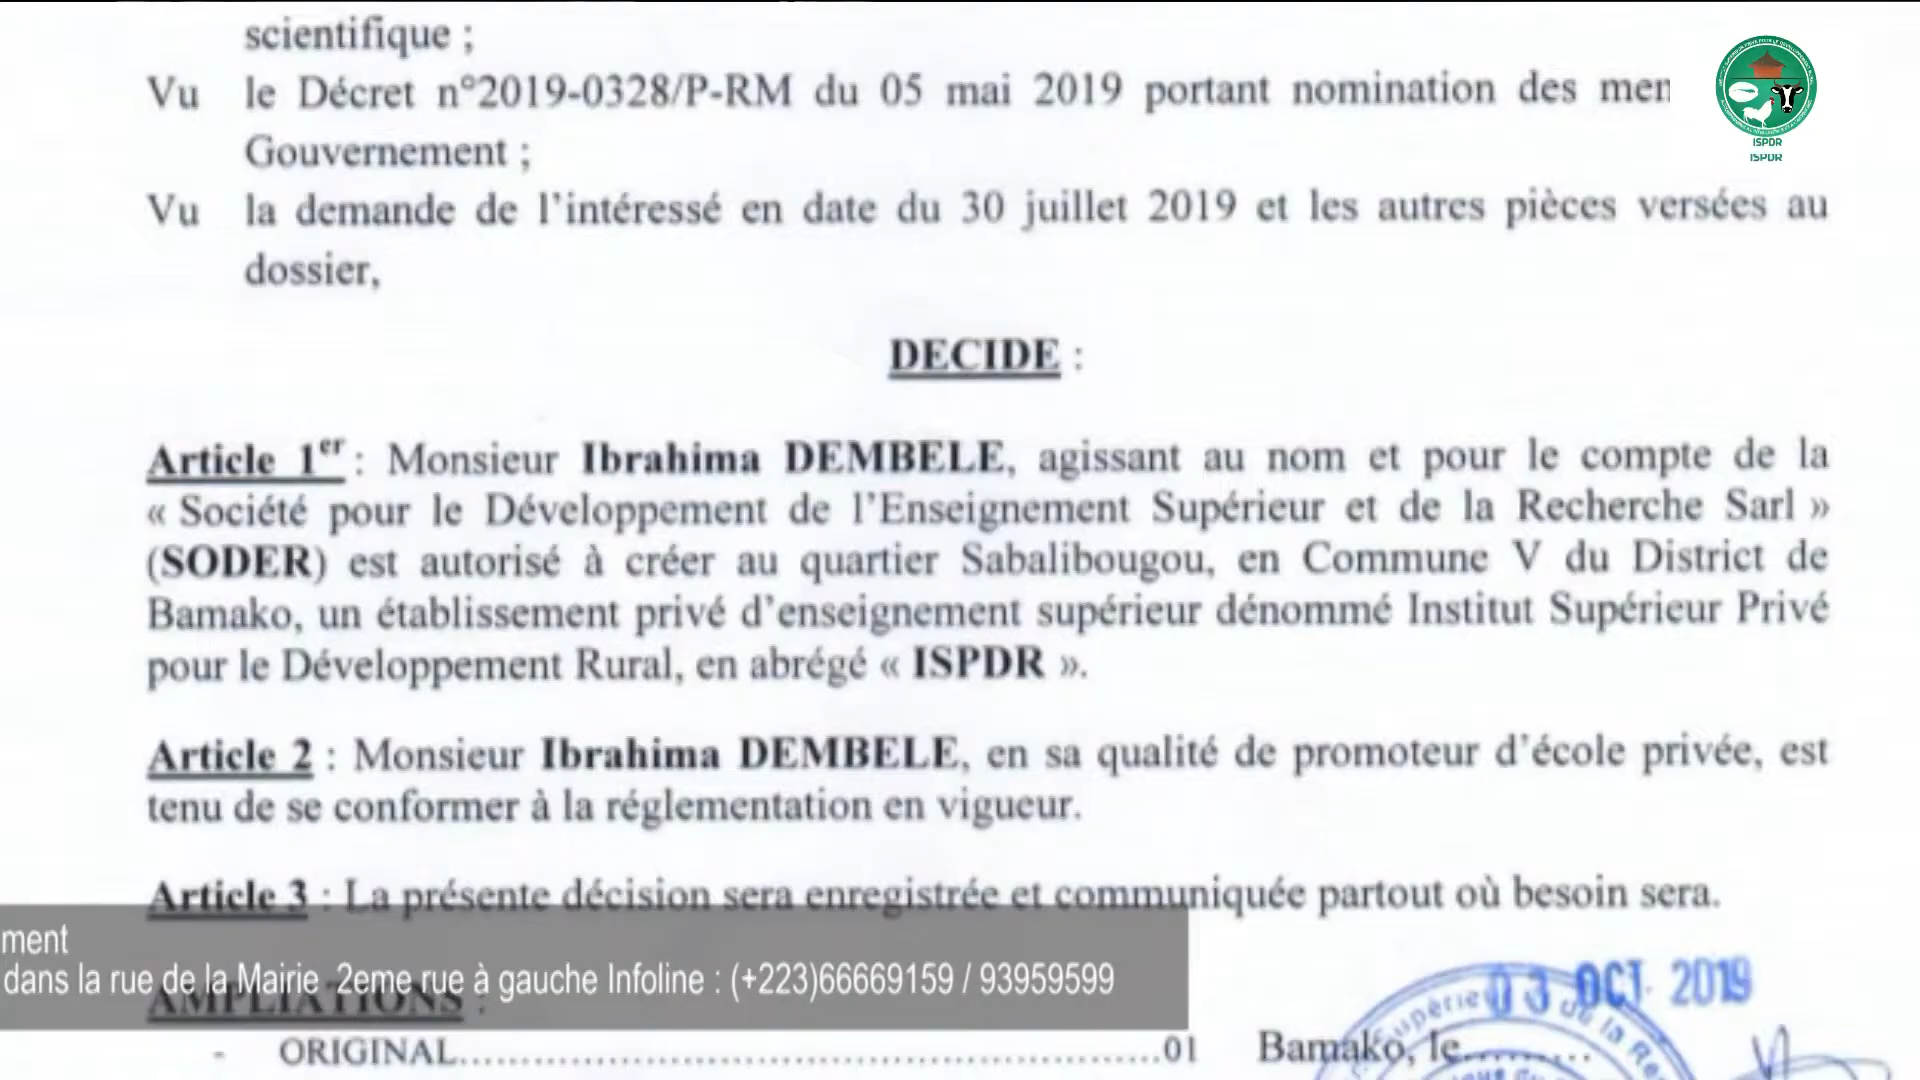 scientifique ;
Vu le Décret n°2019-0328/P-RM du 05 mai 2019 portant nomination des mem
Gouvernement ;
Vu la demande de l'intéressé en date du 30 juillet 2019 et les autres pièces versées au
dossier,
DECIDE :
Article 1er : Monsieur Ibrahima DEMBELE, agissant au nom et pour le compte de la
« Société pour le Développement de l'Enseignement Supérieur et de la Recherche Sarl »
(SODER) est autorisé à créer au quartier Sabalibougou, en Commune V du District de
Bamako, un établissement privé d'enseignement supérieur dénommé Institut Supérieur Privé
pour le Développement Rural, en abrégé « ISPDR ».
Article 2 : Monsieur Ibrahima DEMBELE, en sa qualité de promoteur d'école privée, est
tenu de se conformer à la réglementation en vigueur.
Article 3 : La présente décision sera enregistrée et communiquée partout où besoin sera.
ment
dans la rue de la Mairie 2eme rue à gauche Infoline : (+223)66669159 / 93959599
AMPLIATIONS :
- ORIGINAL..........................................................01
Bamako, le..........
03 OCT 2019
Supérieu
de la Re
ISPDR
ISPDR